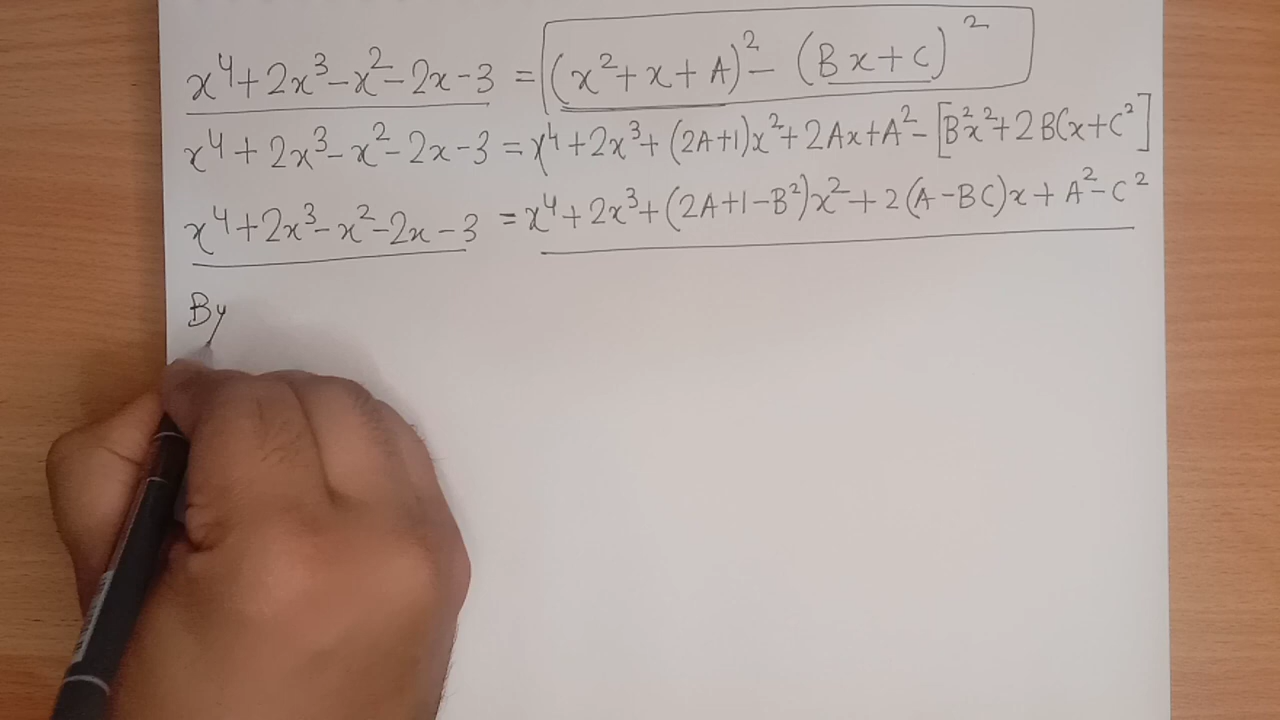 x⁴+2x³-x²-2x-3 = (x²+x+A)²-(Bx+C)²
x⁴+2x³-x²-2x-3 = x⁴+2x³+(2A+1)x²+2Ax+A²-[B²x²+2BCx+C²]
x⁴+2x³-x²-2x-3 = x⁴+2x³+(2A+1-B²)x²+2(A-BC)x+A²-C²
By